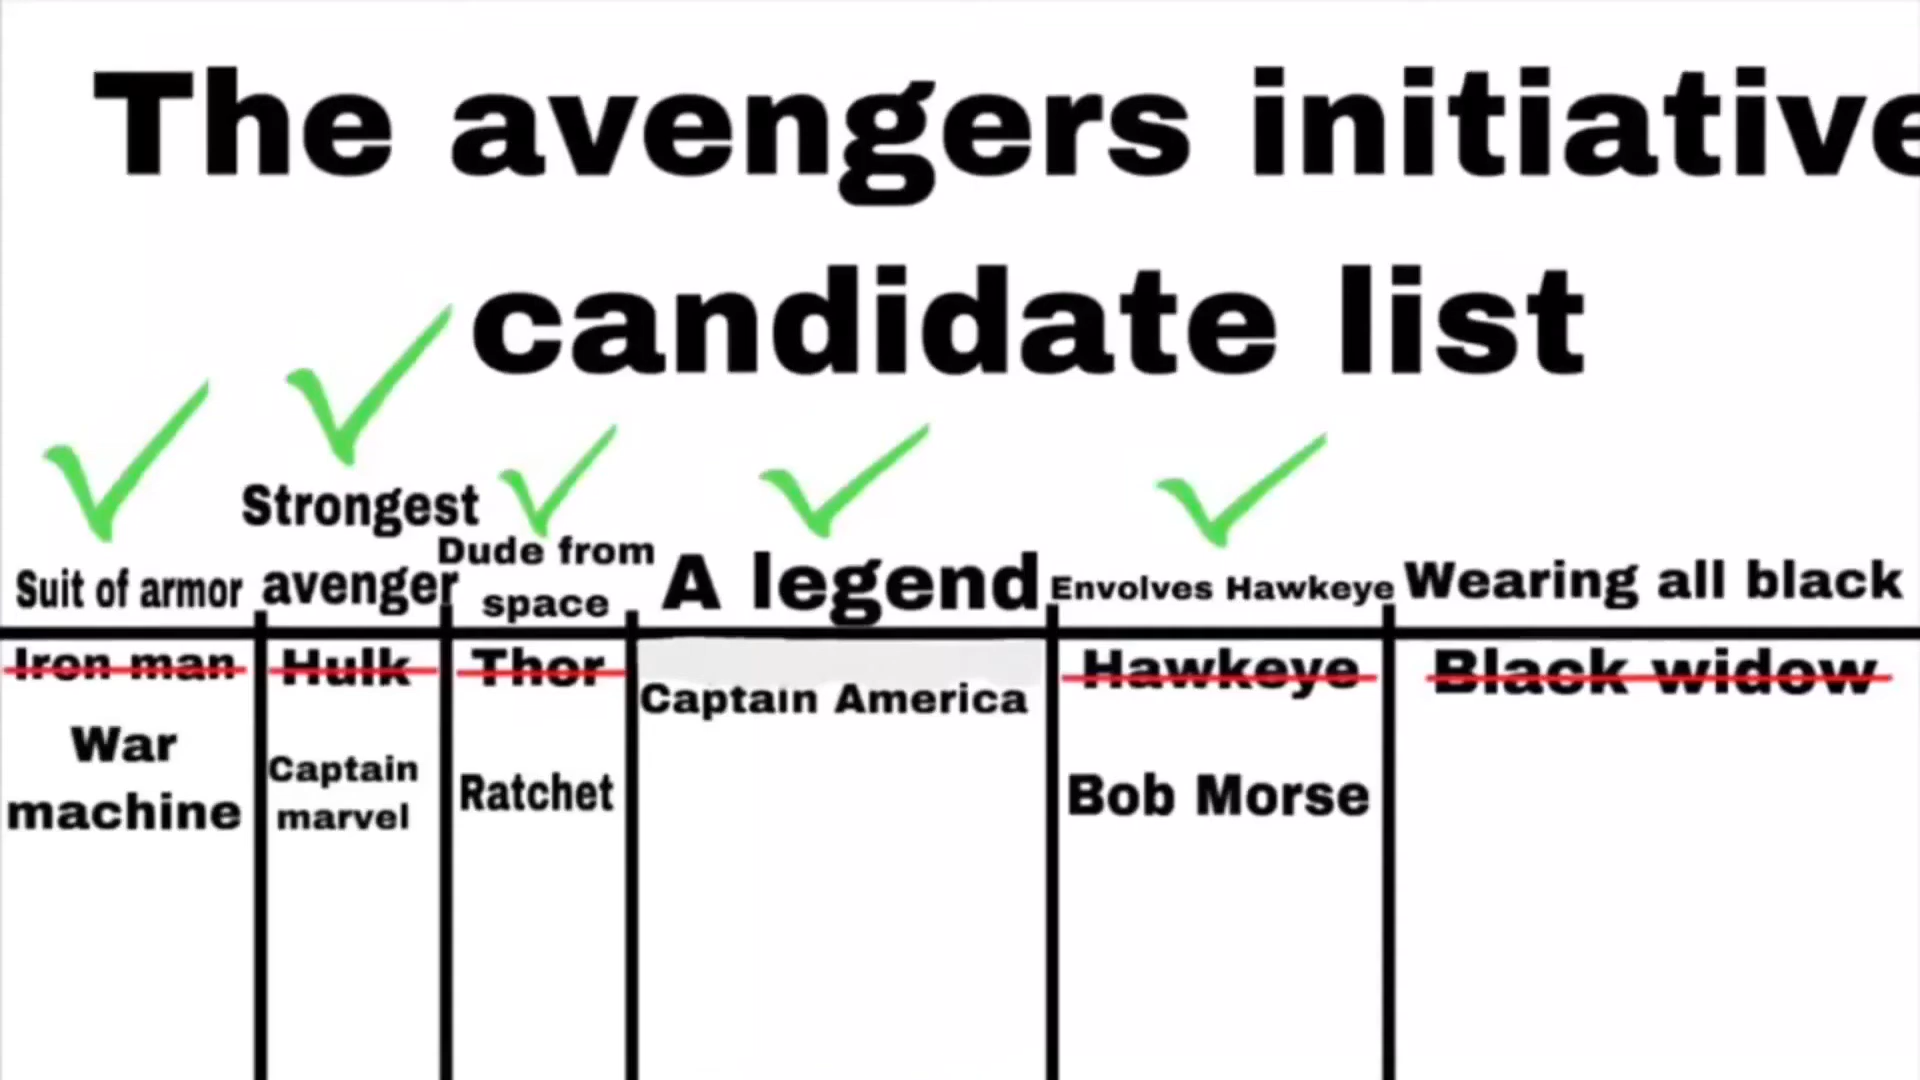 The avengers initiative
candidate list
Suit of armor
Strongest
avenger
Dude from
space
A legend
Envolves Hawkeye
Wearing all black
Iron man
Hulk
Thor
Captain America
Hawkeye
Black widow
War
machine
Captain
marvel
Ratchet
Bob Morse